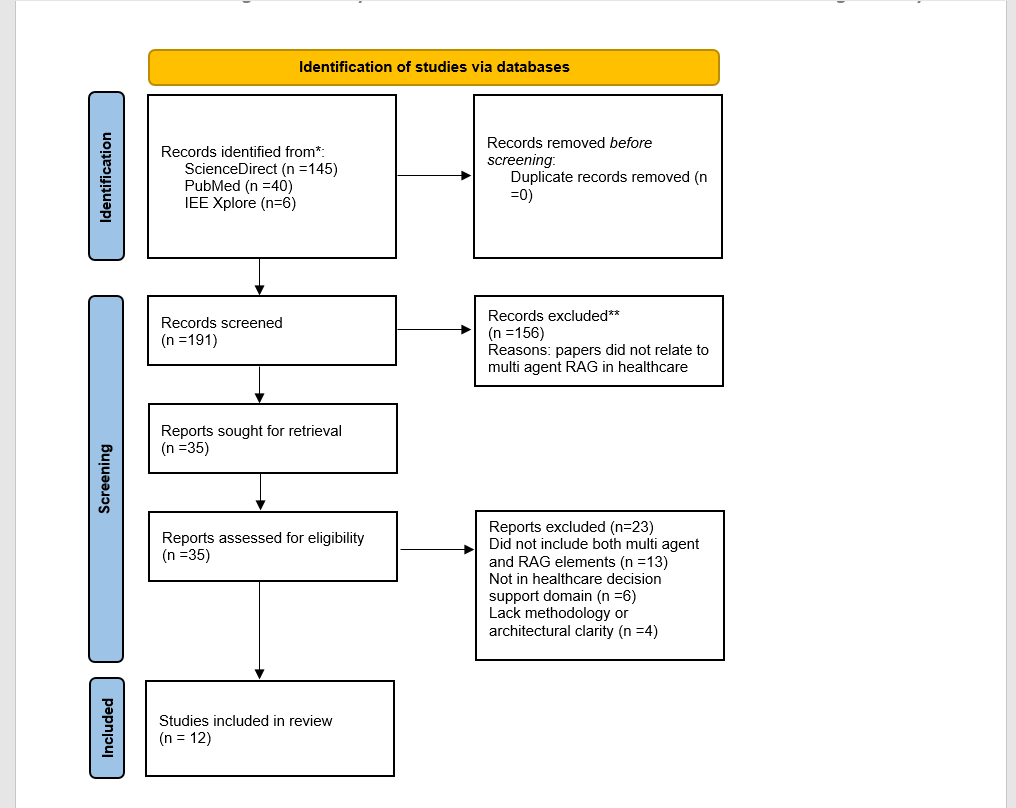 Identification of studies via databases
Identification
Records identified from*:
ScienceDirect (n =145)
PubMed (n =40)
IEE Xplore (n=6)
Records removed before
screening:
Duplicate records removed (n
=0)
Screening
Records screened
(n =191)
Records excluded**
(n =156)
Reasons: papers did not relate to
multi agent RAG in healthcare
Reports sought for retrieval
(n =35)
Reports assessed for eligibility
(n =35)
Reports excluded (n=23)
Did not include both multi agent
and RAG elements (n =13)
Not in healthcare decision
support domain (n =6)
Lack methodology or
architectural clarity (n =4)
Included
Studies included in review
(n = 12)